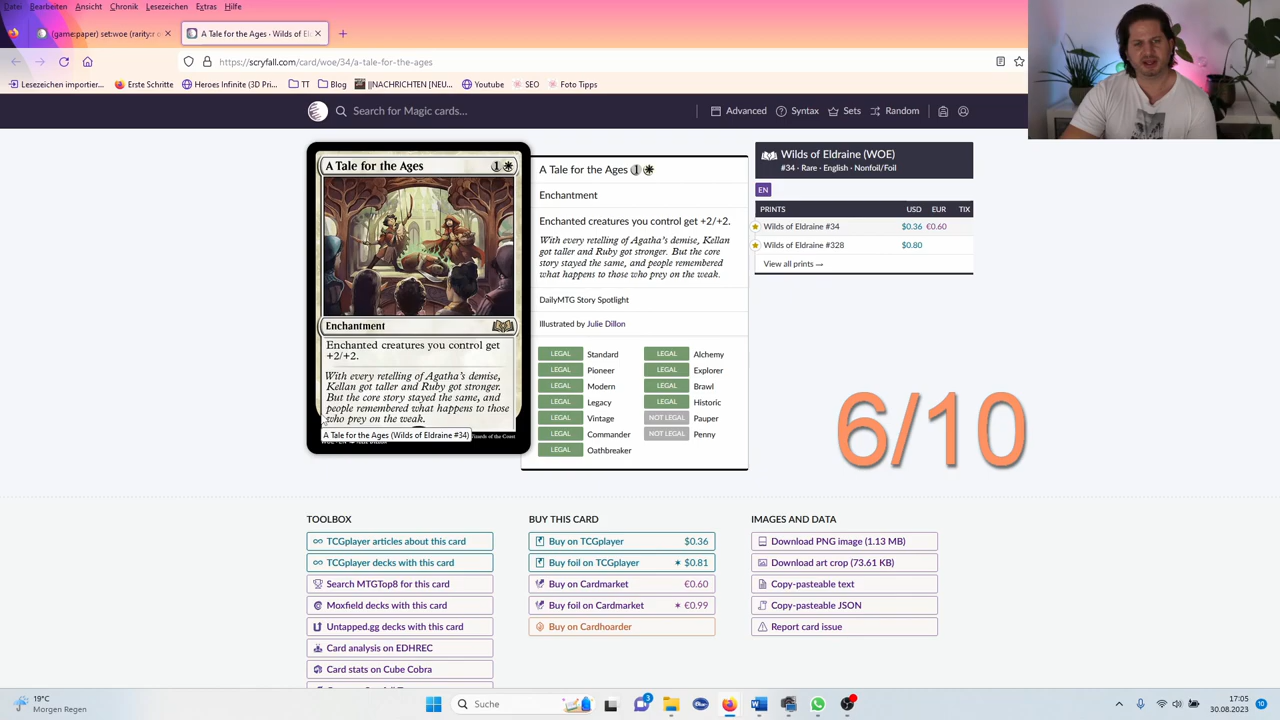 Datei Bearbeiten Ansicht Chronik Lesezeichen Extras Hilfe
(game:paper) set:woe (rarity:r o
A Tale for the Ages · Wilds of El
https://scryfall.com/card/woe/34/a-tale-for-the-ages
Lesezeichen importier... Erste Schritte Heroes Infinite (3D Pri... TT Blog ||NACHRICHTEN [NEU... Youtube SEO Foto Tipps
Search for Magic cards...
Advanced Syntax Sets Random
A Tale for the Ages 1
Enchantment
Enchanted creatures you control get
+2/+2.
With every retelling of Agatha's demise,
Kellan got taller and Ruby got stronger.
But the core story stayed the same, and
people remembered what happens to those
who prey on the weak.
A Tale for the Ages (Wilds of Eldraine #34)
A Tale for the Ages 1
Enchantment
Enchanted creatures you control get +2/+2.
With every retelling of Agatha's demise, Kellan
got taller and Ruby got stronger. But the core
story stayed the same, and people remembered
what happens to those who prey on the weak.
DailyMTG Story Spotlight
Illustrated by Julie Dillon
LEGAL Standard LEGAL Alchemy
LEGAL Pioneer LEGAL Explorer
LEGAL Modern LEGAL Brawl
LEGAL Legacy LEGAL Historic
LEGAL Vintage NOT LEGAL Pauper
LEGAL Commander NOT LEGAL Penny
LEGAL Oathbreaker
Wilds of Eldraine (WOE)
#34 · Rare · English · Nonfoil/Foil
EN
PRINTS USD EUR TIX
Wilds of Eldraine #34 $0.36 €0.60
Wilds of Eldraine #328 $0.80
View all prints →
6/10
TOOLBOX
TCGplayer articles about this card
TCGplayer decks with this card
Search MTGTop8 for this card
Moxfield decks with this card
Untapped.gg decks with this card
Card analysis on EDHREC
Card stats on Cube Cobra
BUY THIS CARD
Buy on TCGplayer $0.36
Buy foil on TCGplayer $0.81
Buy on Cardmarket €0.60
Buy foil on Cardmarket €0.99
Buy on Cardhoarder
IMAGES AND DATA
Download PNG image (1.13 MB)
Download art crop (73.61 KB)
Copy-pasteable text
Copy-pasteable JSON
Report card issue
19°C
Morgen Regen
Suche
3
17:05
30.08.2023
10